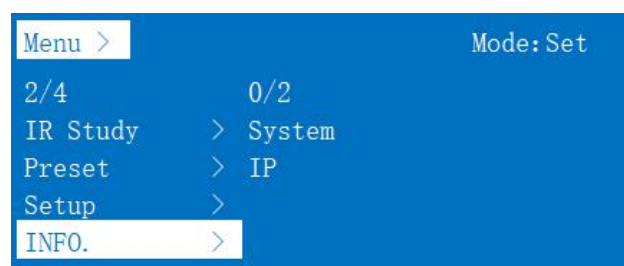 Menu > Mode:Set
2/4 0/2
IR Study > System
Preset > IP
Setup >
INFO. >